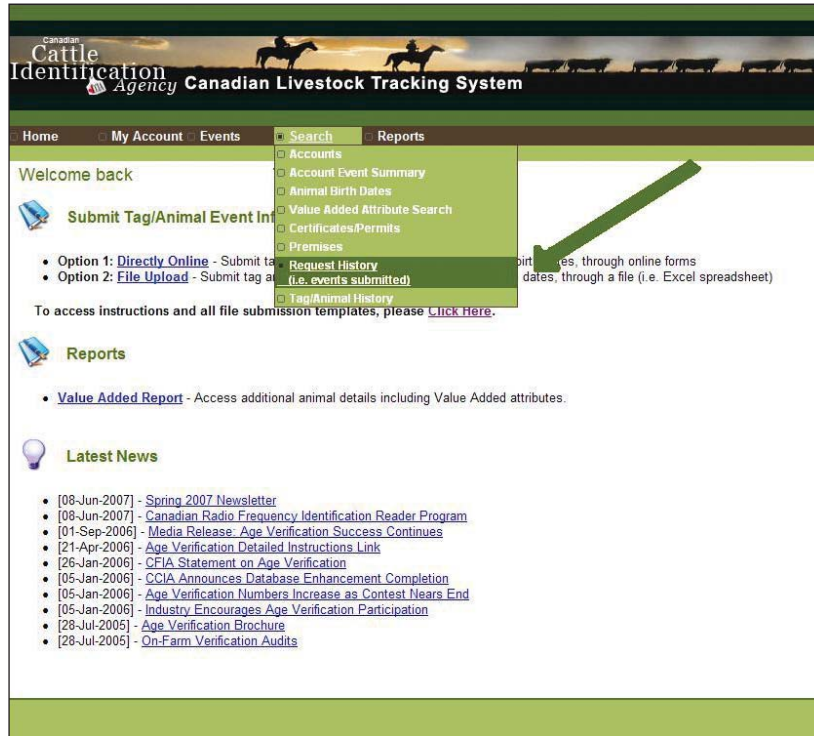 Canadian
Cattle
Identification
Agency Canadian Livestock Tracking System
Home My Account Events Search Reports
Accounts
Account Event Summary
Animal Birth Dates
Value Added Attribute Search
Certificates/Permits
Premises
Request History
(i.e. events submitted)
Tag/Animal History
Welcome back
Submit Tag/Animal Event
Option 1: Directly Online - Submit through online forms
Option 2: File Upload - Submit tag dates, through a file (i.e. Excel spreadsheet)
To access instructions and all file submission templates, please Click Here.
Reports
Value Added Report - Access additional animal details including Value Added attributes.
Latest News
[08-Jun-2007] - Spring 2007 Newsletter
[08-Jun-2007] - Canadian Radio Frequency Identification Reader Program
[01-Sep-2006] - Media Release: Age Verification Success Continues
[21-Apr-2006] - Age Verification Detailed Instructions Link
[26-Jan-2006] - CFIA Statement on Age Verification
[05-Jan-2006] - CCIA Announces Database Enhancement Completion
[05-Jan-2006] - Age Verification Numbers Increase as Contest Nears End
[05-Jan-2006] - Industry Encourages Age Verification Participation
[28-Jul-2005] - Age Verification Brochure
[28-Jul-2005] - On-Farm Verification Audits